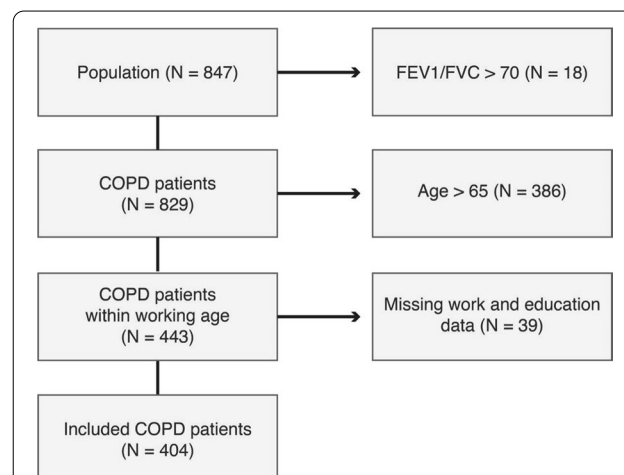 Population (N = 847)
FEV1/FVC > 70 (N = 18)
COPD patients
(N = 829)
Age > 65 (N = 386)
COPD patients
within working age
(N = 443)
Missing work and education
data (N = 39)
Included COPD patients
(N = 404)